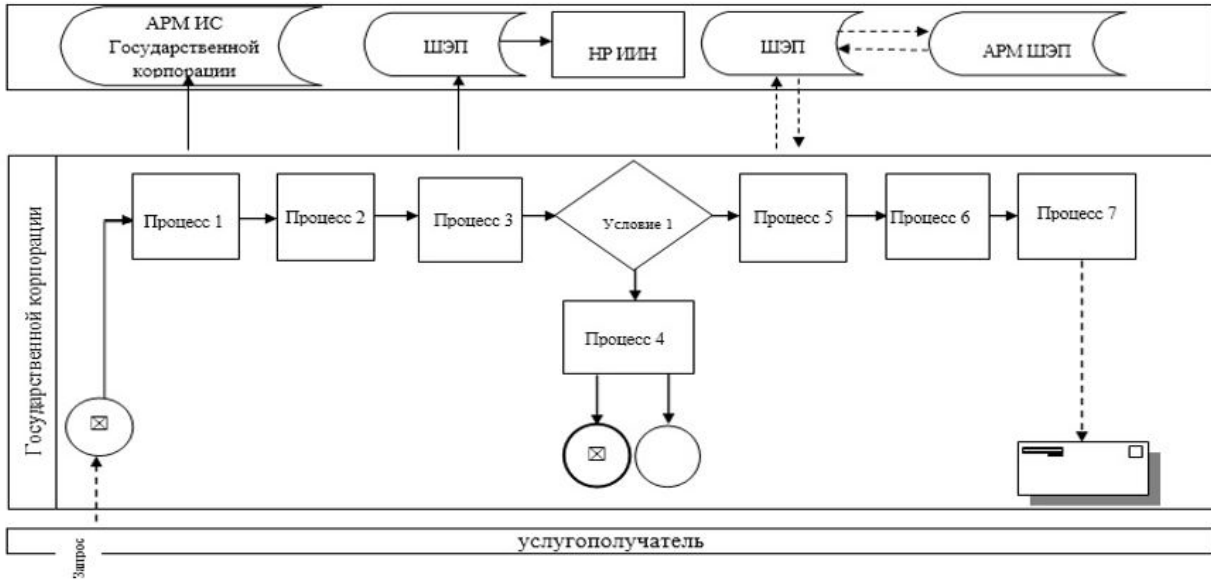 АРМ ИС
Государственной
корпорации
ШЭП
НР ИИН
ШЭП
АРМ ШЭП
Государственной корпорации
Процесс 1
Процесс 2
Процесс 3
Условие 1
Процесс 5
Процесс 6
Процесс 7
Процесс 4
услугополучатель
Запрос